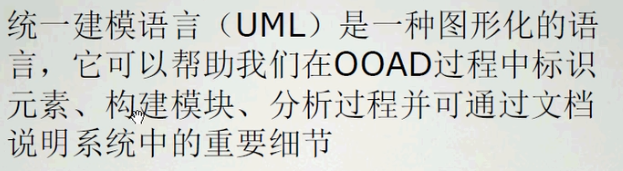 统一建模语言（UML）是一种图形化的语
言，它可以帮助我们在OOAD过程中标识
元素、构建模块、分析过程并可通过文档
说明系统中的重要细节